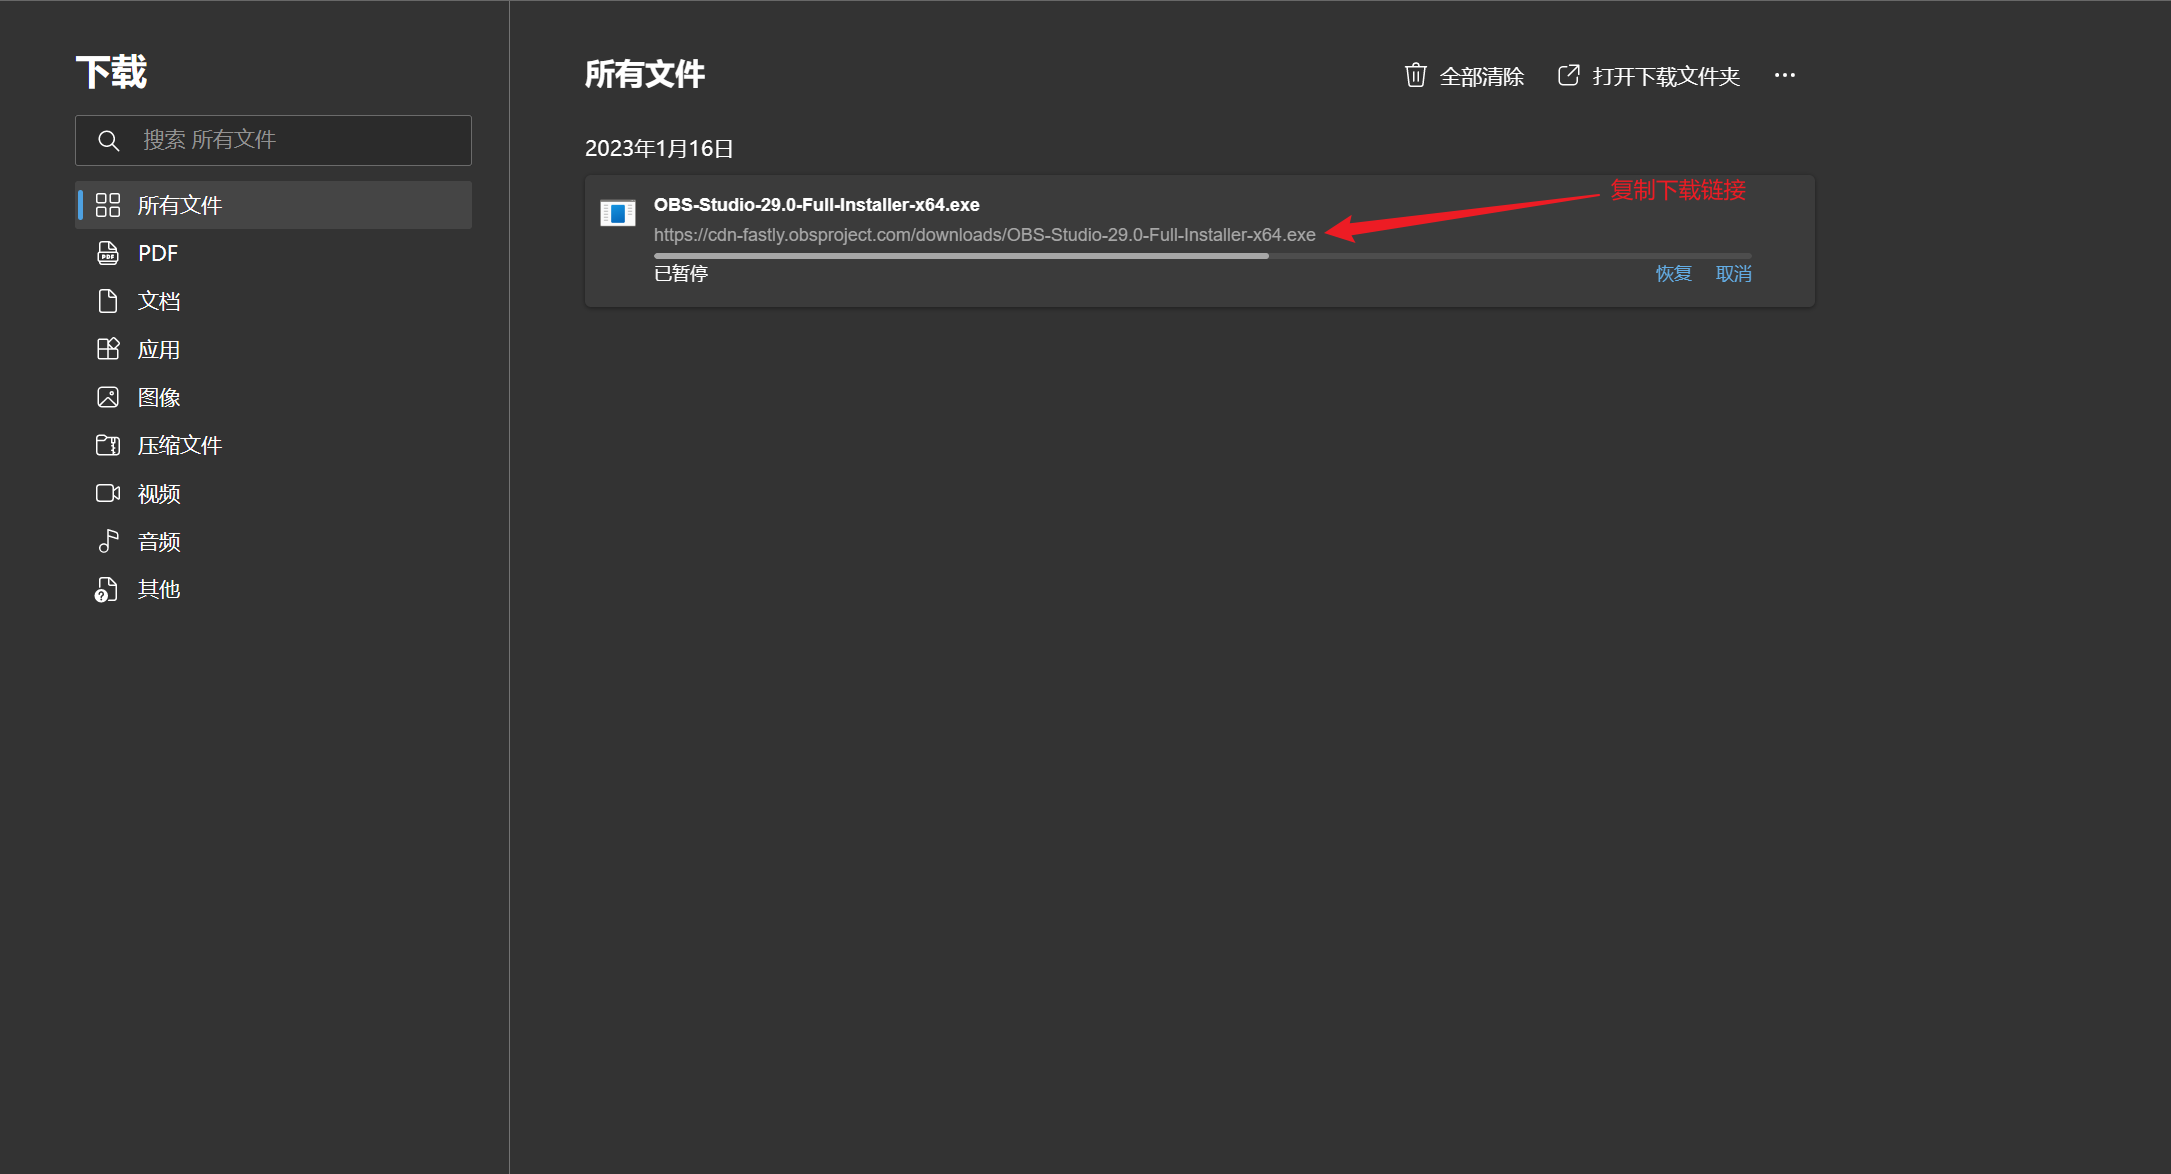 下载
搜索 所有文件
所有文件
PDF
文档
应用
图像
压缩文件
视频
音频
其他
所有文件
全部清除
打开下载文件夹
2023年1月16日
复制下载链接
OBS-Studio-29.0-Full-Installer-x64.exe
https://cdn-fastly.obsproject.com/downloads/OBS-Studio-29.0-Full-Installer-x64.exe
已暂停
恢复
取消